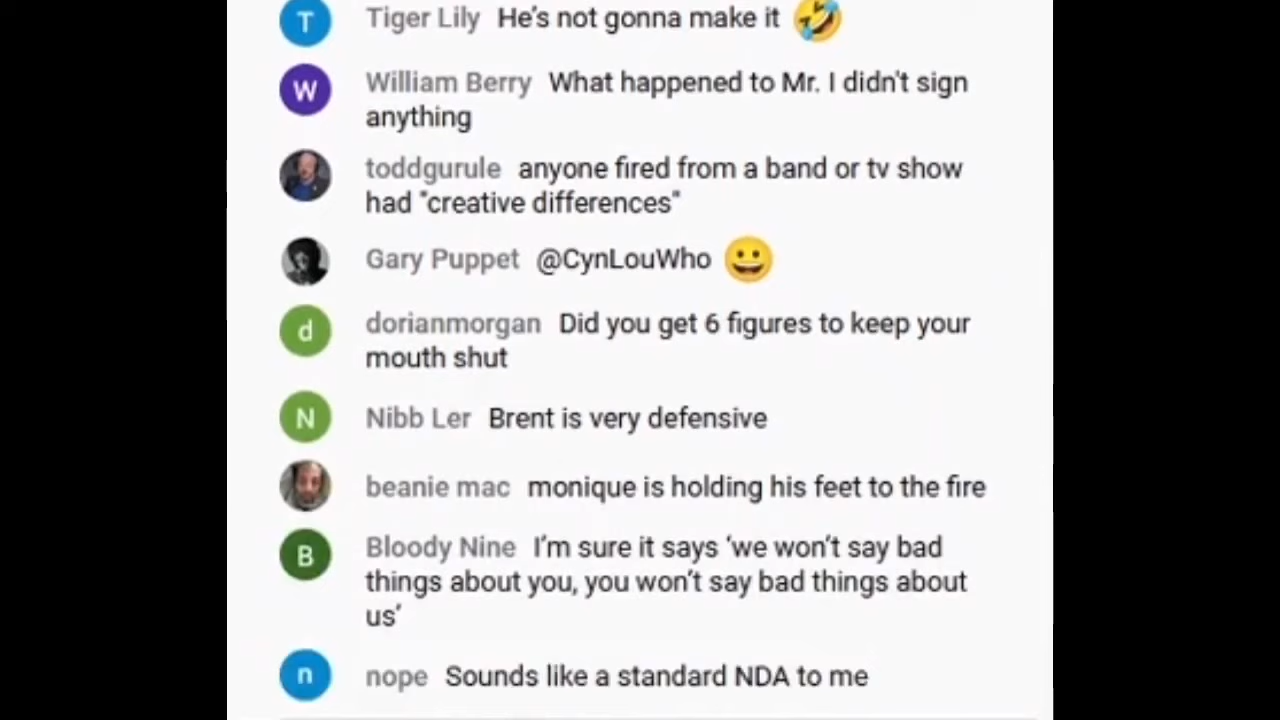 T Tiger Lily He's not gonna make it 🤣
W William Berry What happened to Mr. I didn't sign
anything
toddgurule anyone fired from a band or tv show
had "creative differences"
Gary Puppet @CynLouWho 😀
d dorianmorgan Did you get 6 figures to keep your
mouth shut
N Nibb Ler Brent is very defensive
beanie mac monique is holding his feet to the fire
B Bloody Nine I'm sure it says ‘we won't say bad
things about you, you won't say bad things about
us’
n nope Sounds like a standard NDA to me